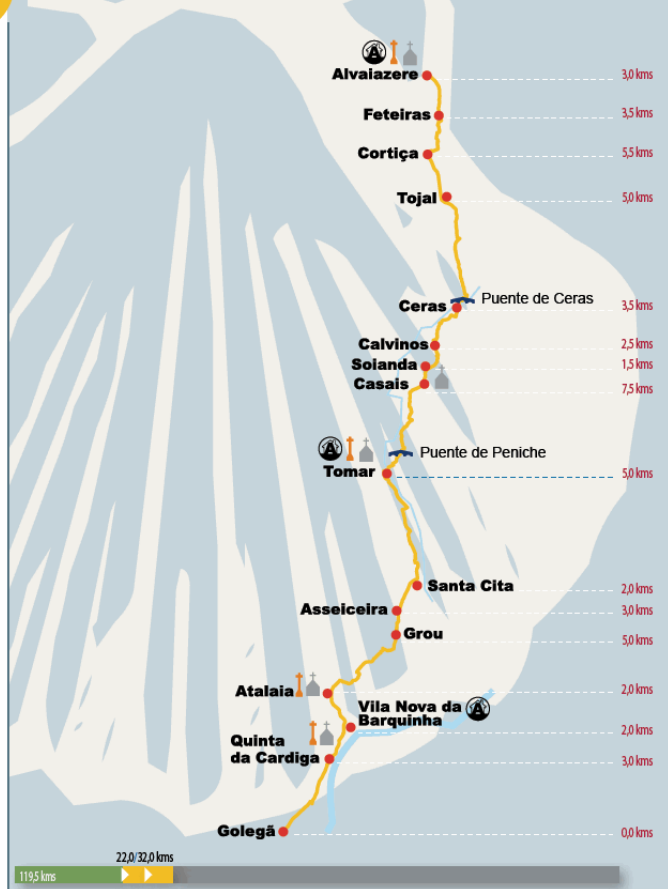 Alvaiazere 3,0 kms
Feteiras 3,5 kms
Cortiça 5,5 kms
Tojal 5,0 kms
Puente de Ceras
Ceras 3,5 kms
Calvinos 2,5 kms
Soianda 1,5 kms
Casais 7,5 kms
Puente de Peniche
Tomar 5,0 kms
Santa Cita 2,0 kms
Asseiceira 3,0 kms
Grou 5,0 kms
Atalaia 2,0 kms
Vila Nova da
Barquinha 2,0 kms
Quinta
da Cardiga 3,0 kms
Golegã 0,0 kms
22,0/32,0 kms
119,5 kms